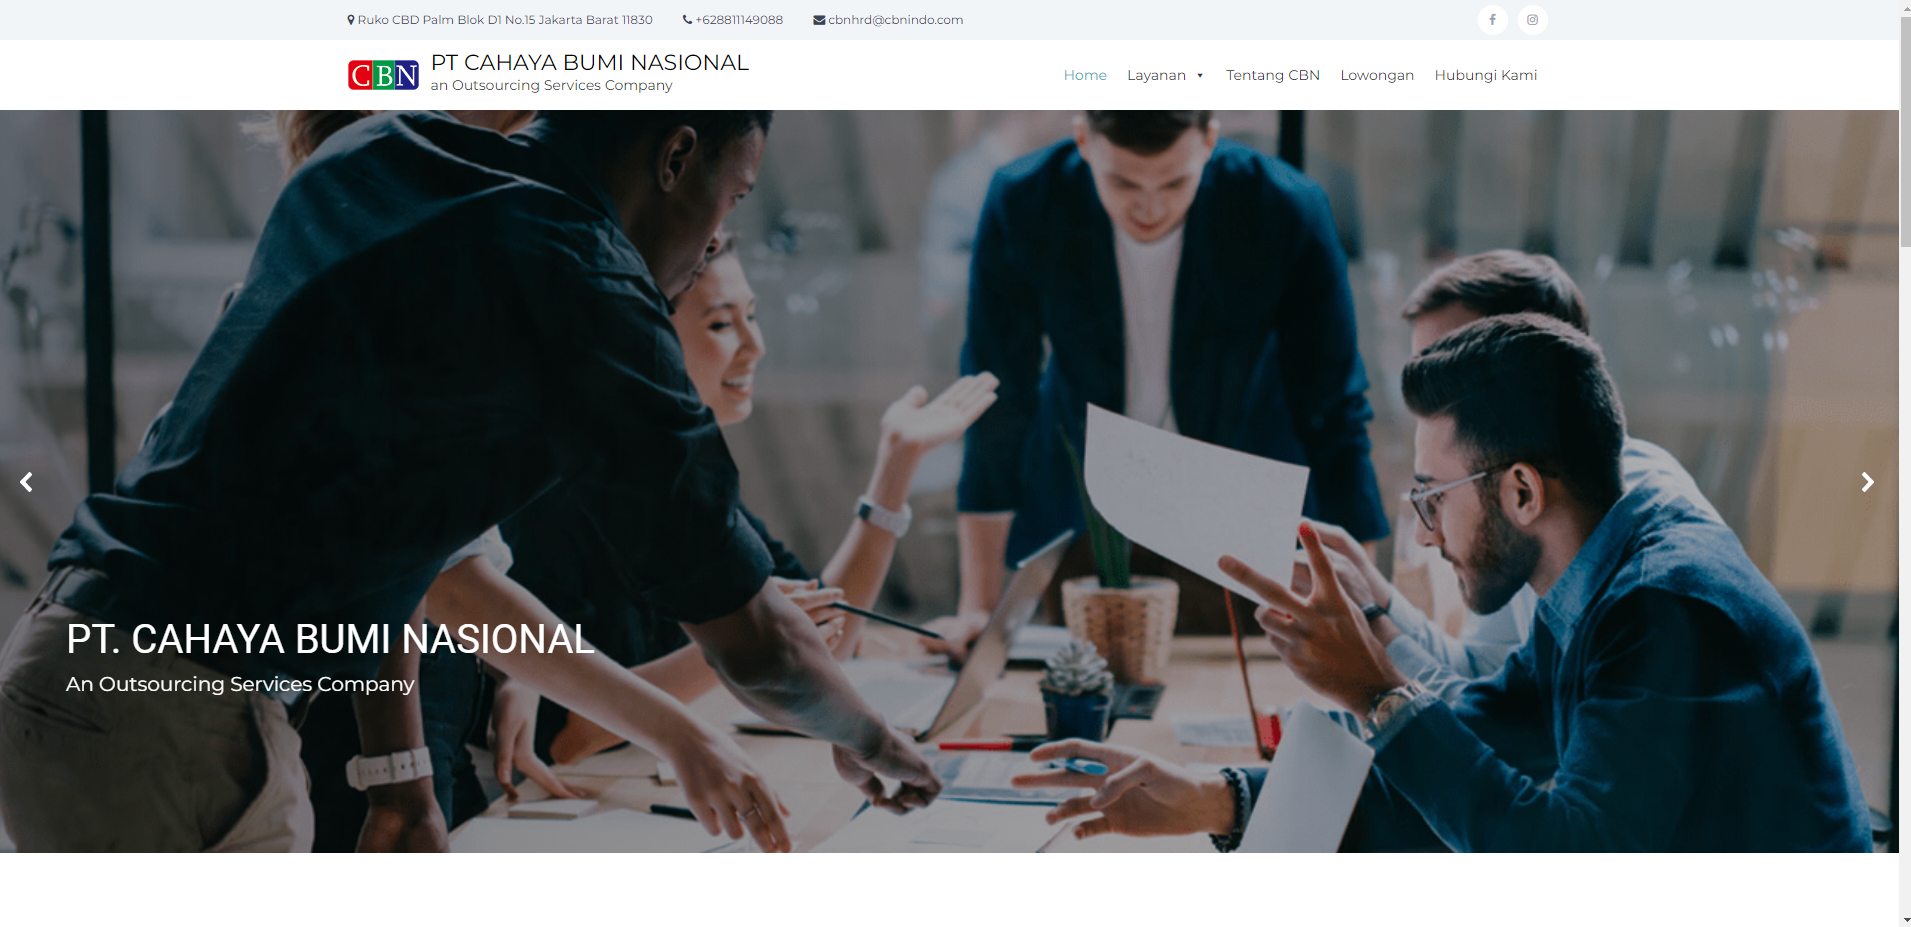 Ruko CBD Palm Blok D1 No.15 Jakarta Barat 11830 +628811149088 cbnhrd@cbnindo.com
CBN
PT CAHAYA BUMI NASIONAL
an Outsourcing Services Company
Home Layanan Tentang CBN Lowongan Hubungi Kami
PT. CAHAYA BUMI NASIONAL
An Outsourcing Services Company